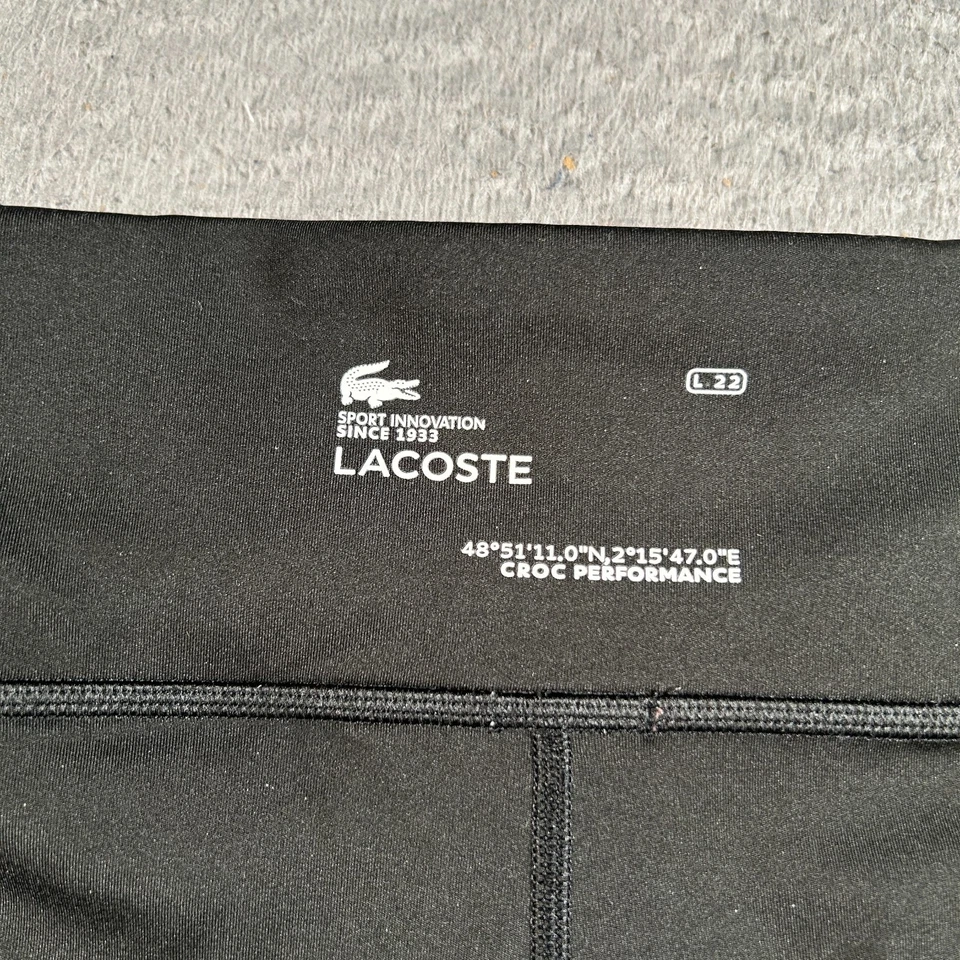 L.22
SPORT INNOVATION
SINCE 1933
LACOSTE
48°51'11.0"N,2°15'47.0"E
CROC PERFORMANCE